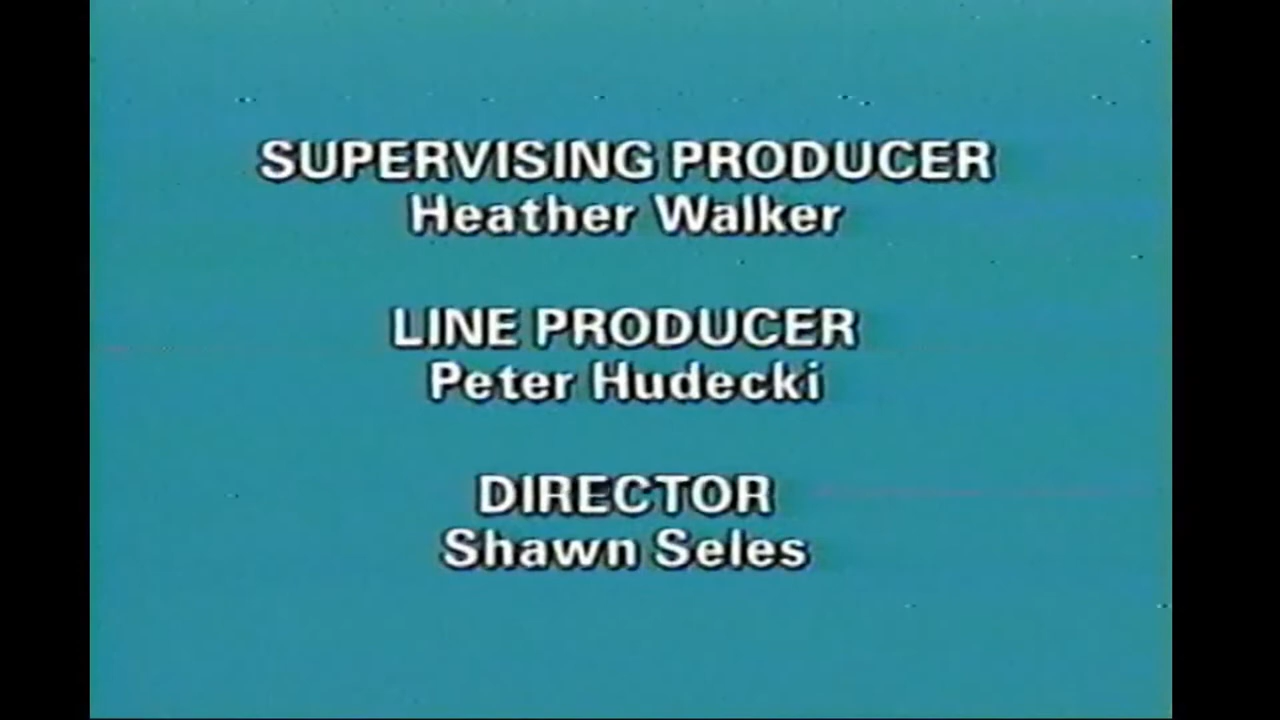 SUPERVISING PRODUCER
Heather Walker
LINE PRODUCER
Peter Hudecki
DIRECTOR
Shawn Seles